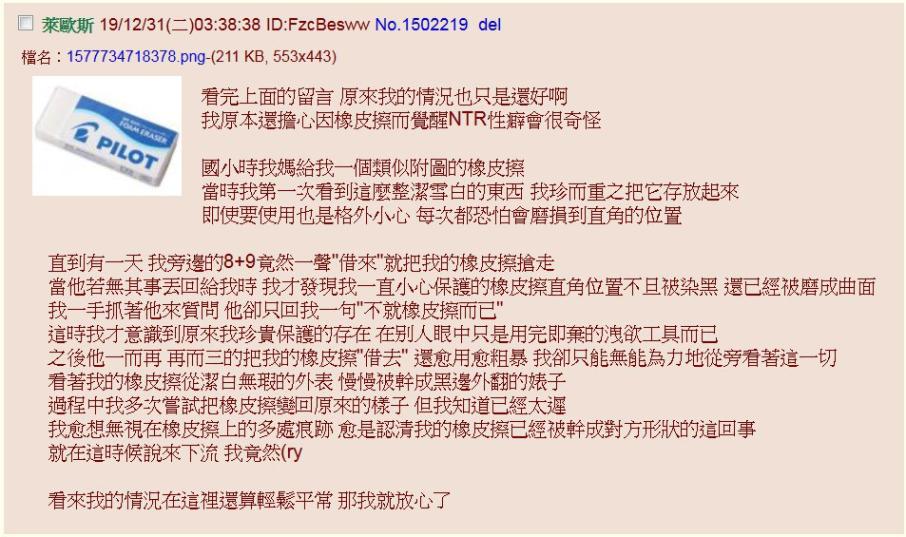 萊歐斯 19/12/31(二)03:38:38 ID:FzcBesww No.1502219 del
檔名：1577734718378.png-(211 KB, 553x443)
FOAM ERASER
PILOT
看完上面的留言 原來我的情況也只是還好啊
我原本還擔心因橡皮擦而覺醒NTR性癖會很奇怪
國小時我媽給我一個類似附圖的橡皮擦
當時我第一次看到這麼整潔雪白的東西 我珍而重之把它存放起來
即使要使用也是格外小心 每次都恐怕會磨損到直角的位置
直到有一天 我旁邊的8+9竟然一聲"借來"就把我的橡皮擦搶走
當他若無其事丟回給我時 我才發現我一直小心保護的橡皮擦直角位置不且被染黑 還已經被磨成曲面
我一手抓著他來質問 他卻只回我一句"不就橡皮擦而已"
這時我才意識到原來我珍貴保護的存在 在別人眼中只是用完即棄的洩欲工具而已
之後他一而再 再而三的把我的橡皮擦"借去" 還愈用愈粗暴 我卻只能無能為力地從旁看著這一切
看著我的橡皮擦從潔白無瑕的外表 慢慢被幹成黑邊外翻的婊子
過程中我多次嘗試把橡皮擦變回原來的樣子 但我知道已經太遲
我愈想無視在橡皮擦上的多處痕跡 愈是認清我的橡皮擦已經被幹成對方形狀的這回事
就在這時候說來下流 我竟然(ry
看來我的情況在這裡還算輕鬆平常 那我就放心了